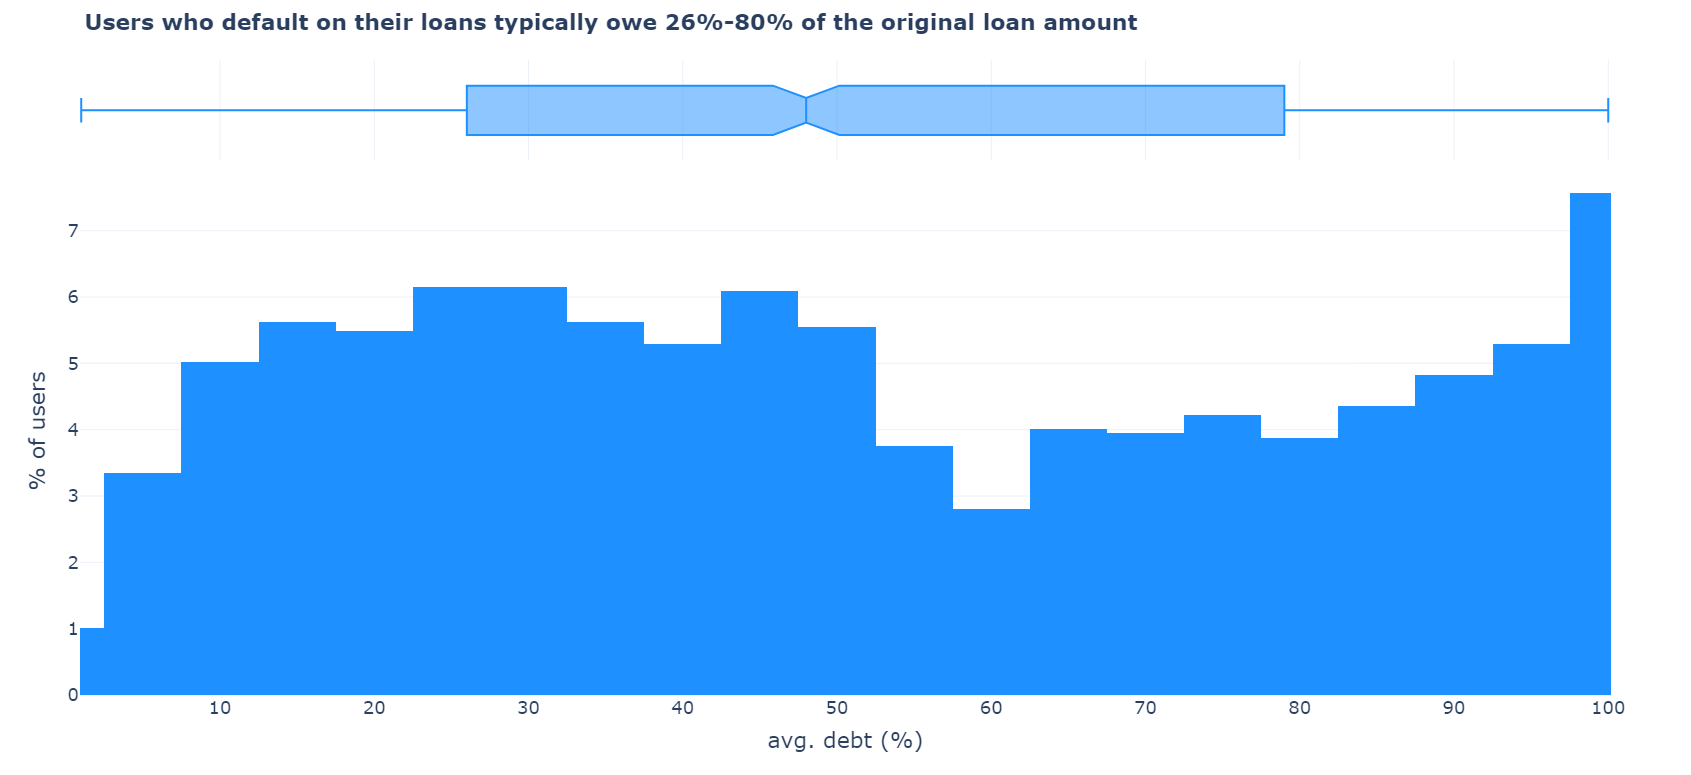 Users who default on their loans typically owe 26%-80% of the original loan amount
7
6
5
4
3
2
1
0
% of users
10 20 30 40 50 60 70 80 90 100
avg. debt (%)